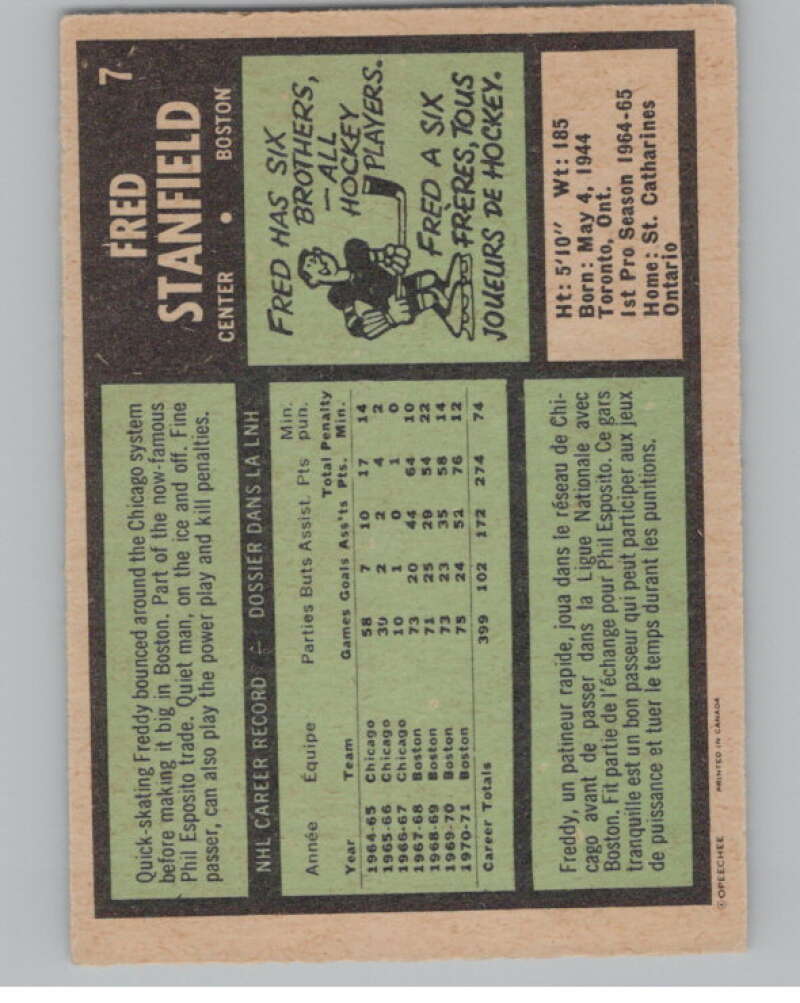 7
FRED
STANFIELD
CENTER • BOSTON
Quick-skating Freddy bounced around the Chicago system
before making it big in Boston. Part of the now-famous
Phil Esposito trade. Quiet man, on the ice and off. Fine
passer, can also play the power play and kill penalties.
FRED HAS SIX
BROTHERS,
—ALL
HOCKEY
PLAYERS.
FRED A SIX
FRÈRES, TOUS
JOUEURS DE HOCKEY.
NHL CAREER RECORD DOSSIER DANS LA LNH
Année Équipe Parties Buts Assist. Pts Min. pun.
Year Team Games Goals Ass'ts Total Pts. Penalty Min.
1964-65 Chicago 58 7 10 17 14
1965-66 Chicago 39 2 2 4 2
1966-67 Chicago 10 1 0 1 0
1967-68 Boston 73 20 44 64 10
1968-69 Boston 71 25 29 54 22
1969-70 Boston 73 23 35 58 14
1970-71 Boston 75 24 52 76 12
Career Totals 399 102 172 274 74
Ht: 5'10" Wt: 185
Born: May 4, 1944
Toronto, Ont.
1st Pro Season 1964-65
Home: St. Catharines
Ontario
Freddy, un patineur rapide, joua dans le réseau de Chi-
cago avant de passer dans la Ligue Nationale avec
Boston. Fit partie de l'échange pour Phil Esposito. Ce gars
tranquille est un bon passeur qui peut participer aux jeux
de puissance et tuer le temps durant les punitions.
©OPEECHEE PRINTED IN CANADA